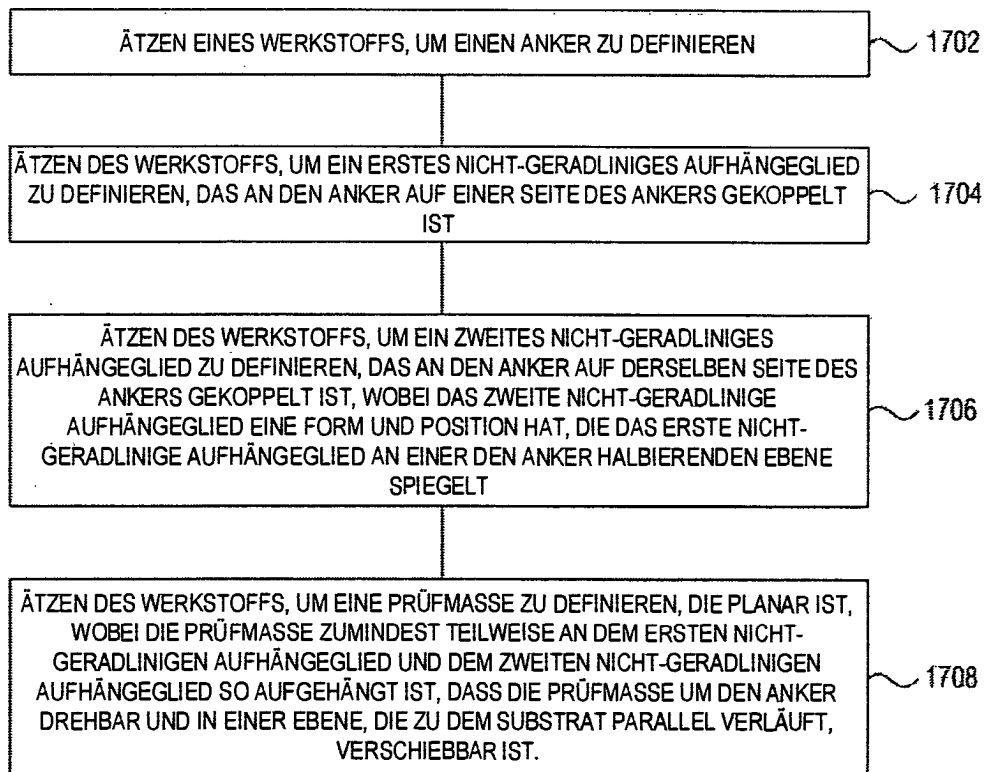 ÄTZEN EINES WERKSTOFFS, UM EINEN ANKER ZU DEFINIEREN
1702
ÄTZEN DES WERKSTOFFS, UM EIN ERSTES NICHT-GERADLINIGES AUFHÄNGEGLIED
ZU DEFINIEREN, DAS AN DEN ANKER AUF EINER SEITE DES ANKERS GEKOPPELT
IST
1704
ÄTZEN DES WERKSTOFFS, UM EIN ZWEITES NICHT-GERADLINIGES
AUFHÄNGEGLIED ZU DEFINIEREN, DAS AN DEN ANKER AUF DERSELBEN SEITE DES
ANKERS GEKOPPELT IST, WOBEI DAS ZWEITE NICHT-GERADLINIGE
AUFHÄNGEGLIED EINE FORM UND POSITION HAT, DIE DAS ERSTE NICHT-
GERADLINIGE AUFHÄNGEGLIED AN EINER DEN ANKER HALBIERENDEN EBENE
SPIEGELT
1706
ÄTZEN DES WERKSTOFFS, UM EINE PRÜFMASSE ZU DEFINIEREN, DIE PLANAR IST,
WOBEI DIE PRÜFMASSE ZUMINDEST TEILWEISE AN DEM ERSTEN NICHT-
GERADLINIGEN AUFHÄNGEGLIED UND DEM ZWEITEN NICHT-GERADLINIGEN
AUFHÄNGEGLIED SO AUFGEHÄNGT IST, DASS DIE PRÜFMASSE UM DEN ANKER
DREHBAR UND IN EINER EBENE, DIE ZU DEM SUBSTRAT PARALLEL VERLÄUFT,
VERSCHIEBBAR IST.
1708